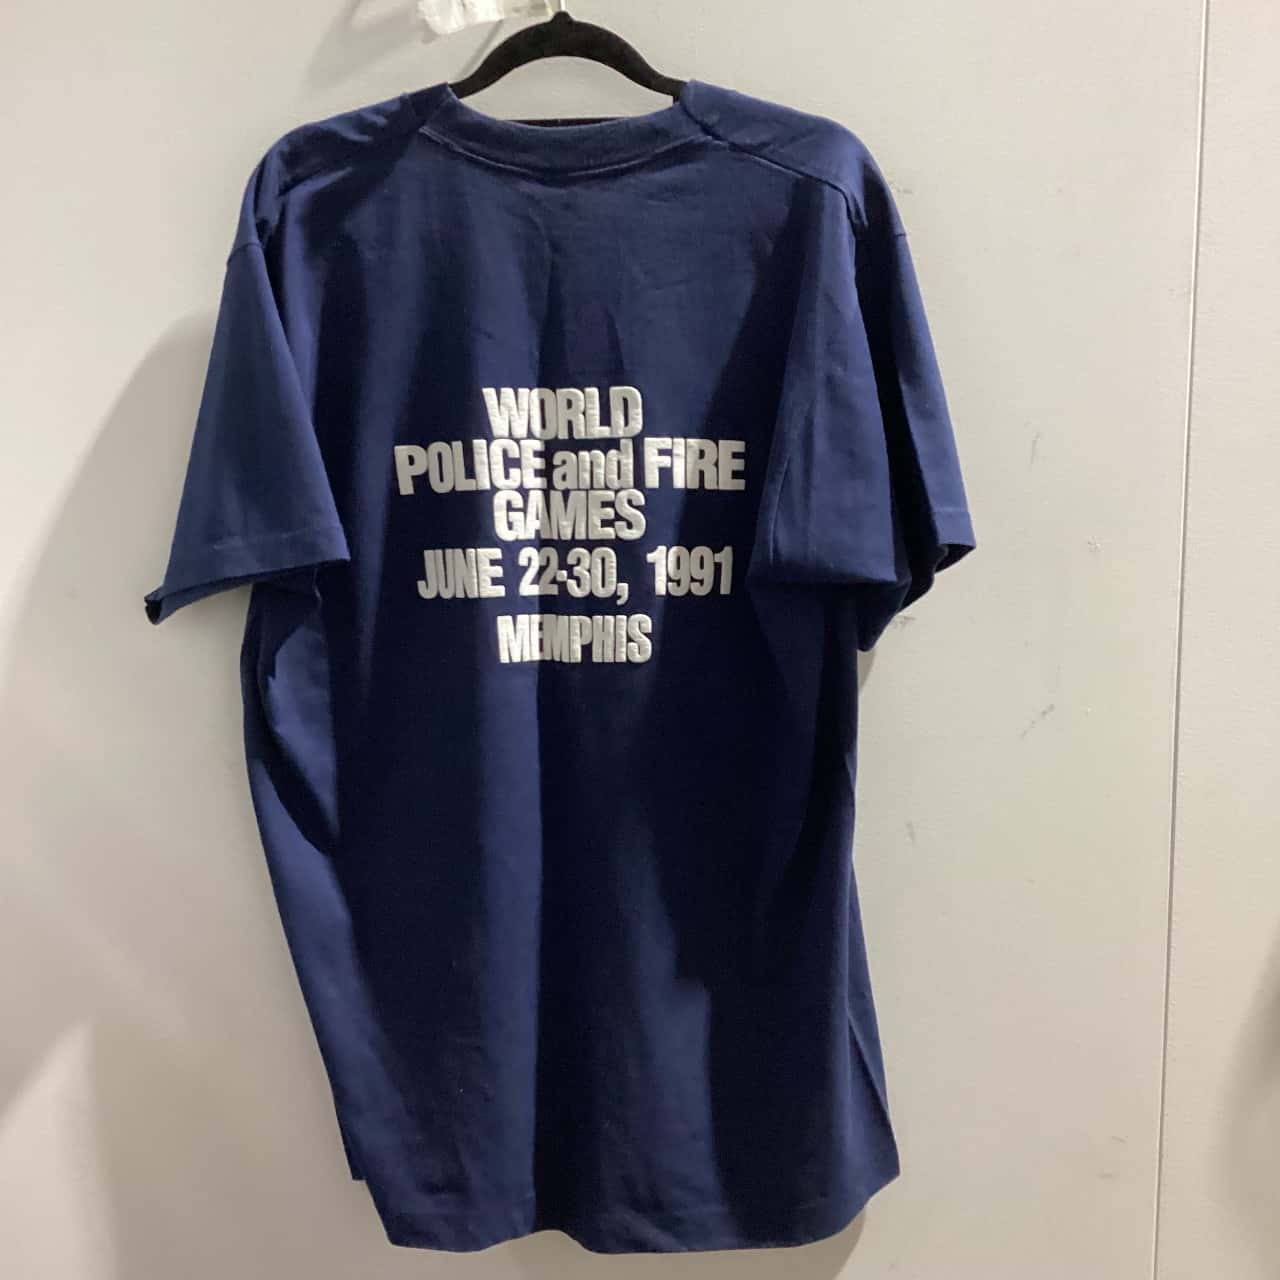 WORLD
POLICE and FIRE
GAMES
JUNE 22-30, 1991
MEMPHIS